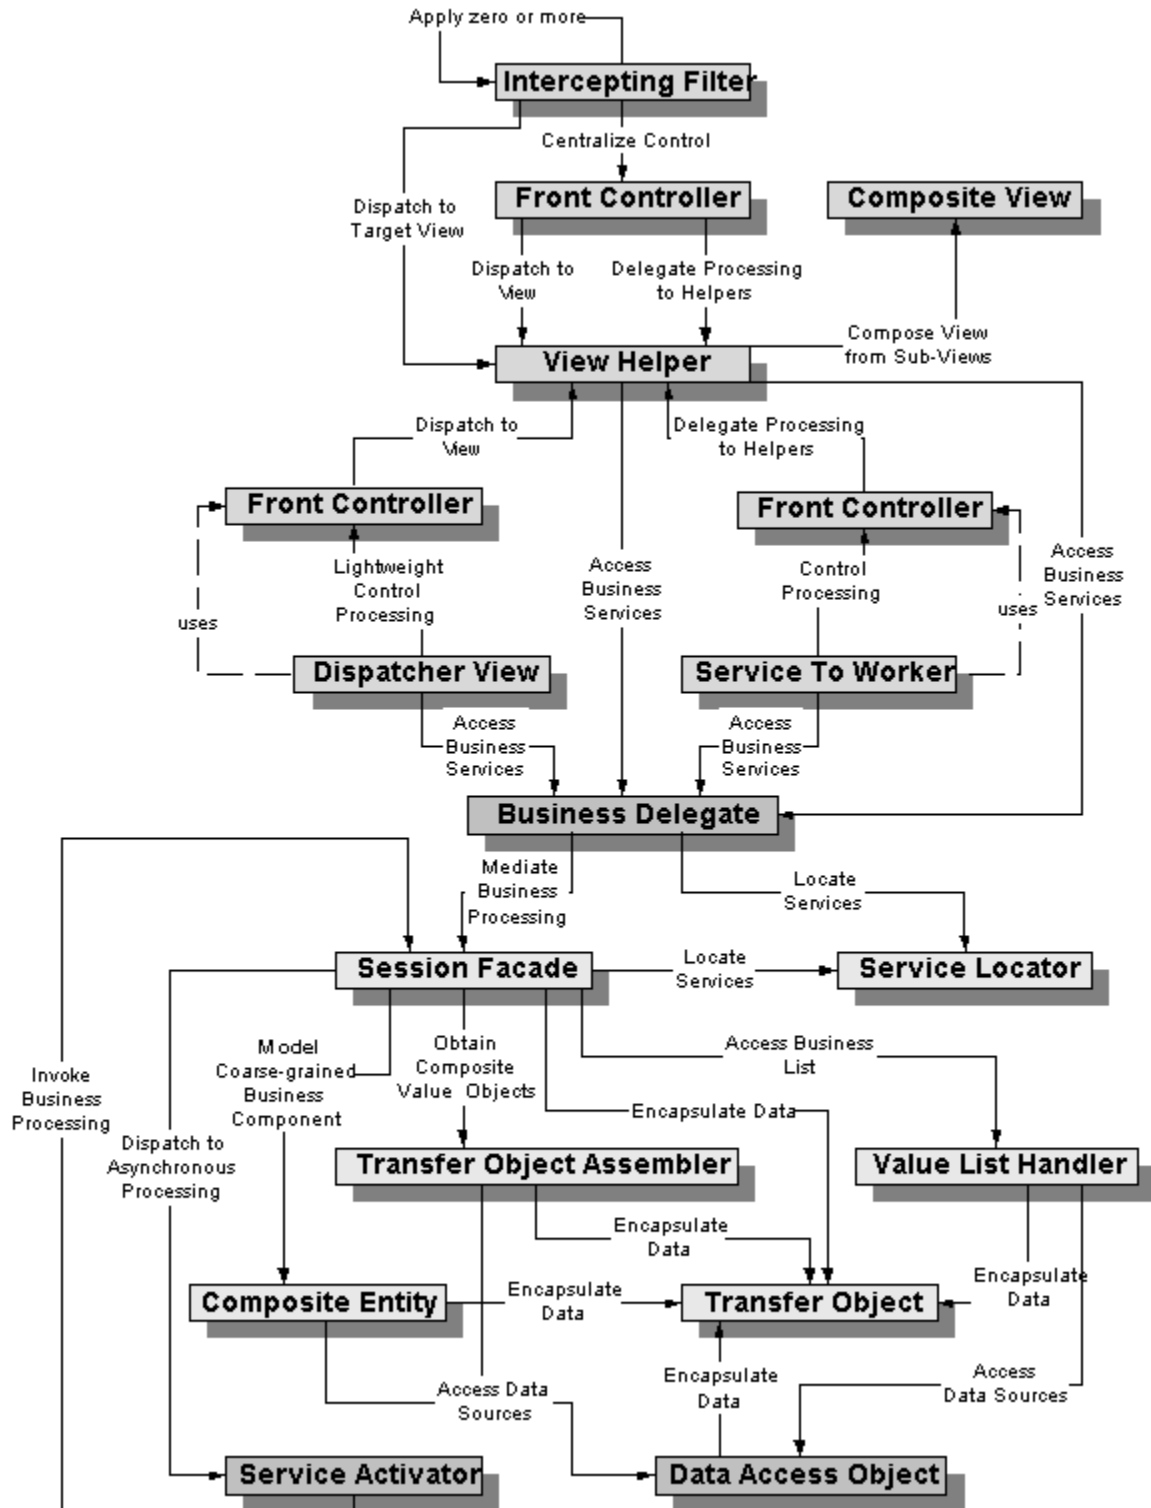 Apply zero or more
Intercepting Filter
Centralize Control
Front Controller
Composite View
Dispatch to
Target View
Dispatch to
View
Delegate Processing
to Helpers
Compose View
from Sub-Views
View Helper
Dispatch to
View
Delegate Processing
to Helpers
Front Controller
Front Controller
Lightweight
Control
Processing
Access
Business
Services
Control
Processing
Access
Business
Services
uses
uses
Dispatcher View
Service To Worker
Access
Business
Services
Access
Business
Services
Business Delegate
Mediate
Business
Processing
Locate
Services
Session Facade
Locate
Services
Service Locator
Model
Coarse-grained
Business
Component
Obtain
Composite
Value Objects
Access Business
List
Invoke
Business
Processing
Encapsulate Data
Dispatch to
Asynchronous
Processing
Transfer Object Assembler
Value List Handler
Encapsulate
Data
Composite Entity
Encapsulate
Data
Transfer Object
Encapsulate
Data
Access Data
Sources
Encapsulate
Data
Access
Data Sources
Service Activator
Data Access Object